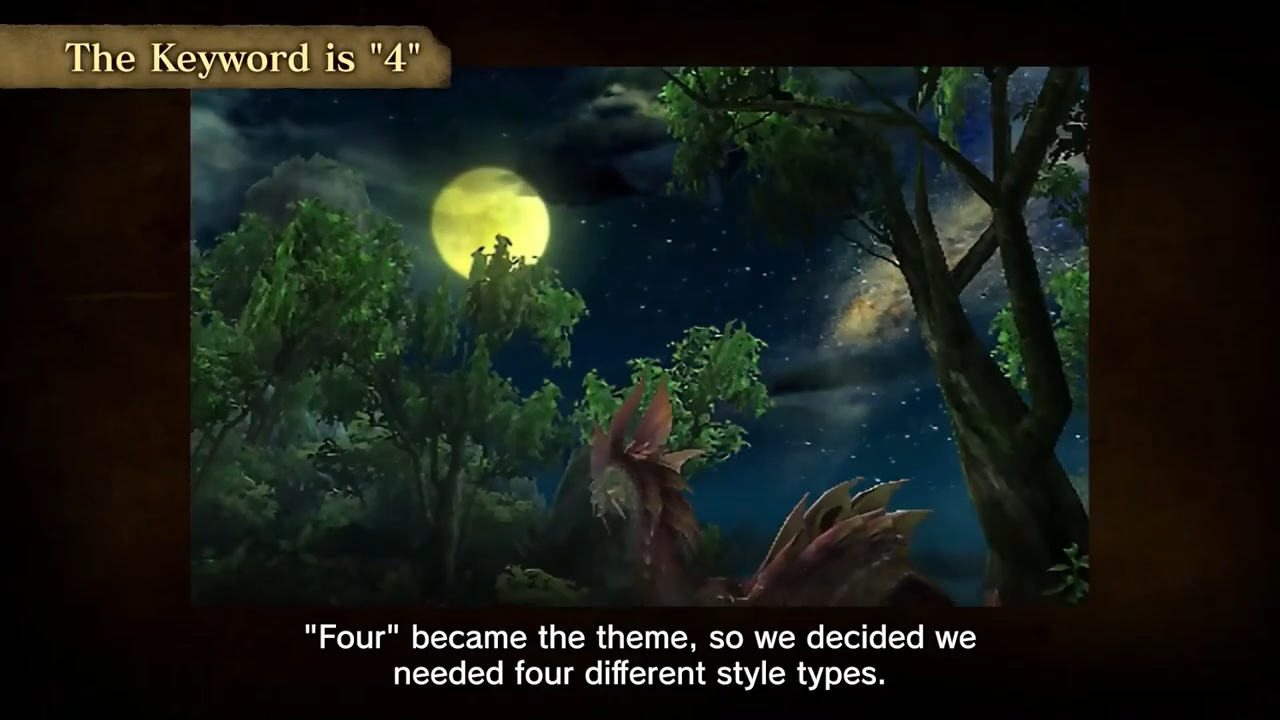 The Keyword is "4"
"Four" became the theme, so we decided we
needed four different style types.